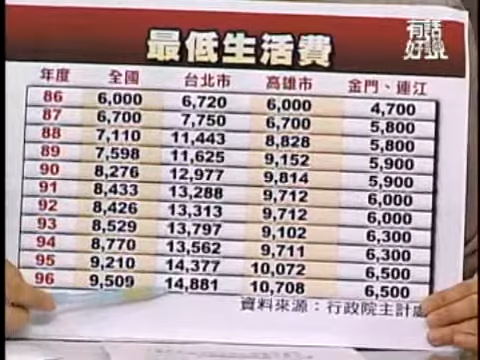 有話
好說
最低生活費
年度 全國 台北市 高雄市 金門、連江
86 6,000 6,720 6,000 4,700
87 6,700 7,750 6,700 5,800
88 7,110 11,443 8,828 5,800
89 7,598 11,625 9,152 5,900
90 8,276 12,977 9,814 5,900
91 8,433 13,288 9,712 6,000
92 8,426 13,313 9,712 6,000
93 8,529 13,797 9,102 6,300
94 8,770 13,562 9,711 6,300
95 9,210 14,377 10,072 6,500
96 9,509 14,881 10,708 6,500
資料來源：行政院主計處